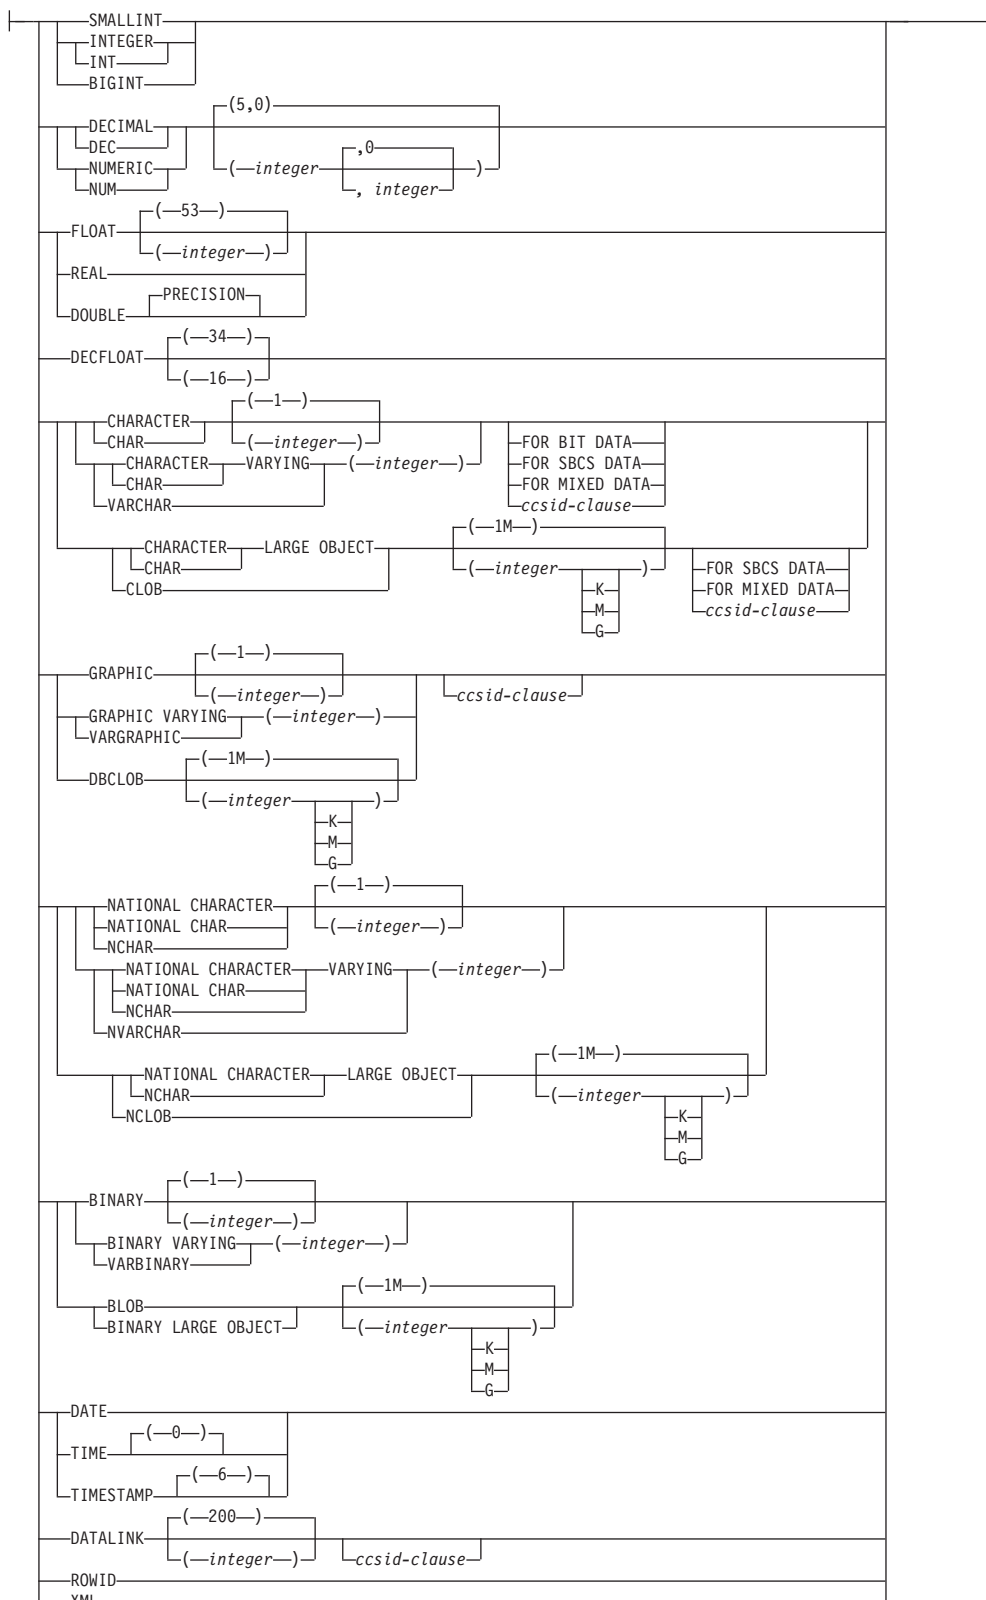 SMALLINT
INTEGER
INT
BIGINT
(5,0)
DECIMAL
DEC
,0
NUMERIC
( integer )
NUM
, integer
( 53 )
FLOAT
( integer )
REAL
PRECISION
DOUBLE
( 34 )
DECFLOAT
( 16 )
( 1 )
CHARACTER
CHAR ( integer ) FOR BIT DATA
CHARACTER VARYING ( integer ) FOR SBCS DATA
CHAR FOR MIXED DATA
VARCHAR ccsid-clause
( 1M )
CHARACTER LARGE OBJECT
CHAR ( integer ) FOR SBCS DATA
CLOB K FOR MIXED DATA
M ccsid-clause
G
( 1 )
GRAPHIC
( integer ) ccsid-clause
GRAPHIC VARYING ( integer )
VARGRAPHIC
( 1M )
DBCLOB
( integer )
K
M
G
( 1 )
NATIONAL CHARACTER
NATIONAL CHAR ( integer )
NCHAR
NATIONAL CHARACTER VARYING ( integer )
NATIONAL CHAR
NCHAR
NVARCHAR
( 1M )
NATIONAL CHARACTER LARGE OBJECT
NCHAR ( integer )
NCLOB K
M
G
( 1 )
BINARY
( integer )
BINARY VARYING ( integer )
VARBINARY
( 1M )
BLOB
BINARY LARGE OBJECT ( integer )
K
M
G
DATE
( 0 )
TIME
( 6 )
TIMESTAMP
( 200 )
DATALINK
( integer ) ccsid-clause
ROWID